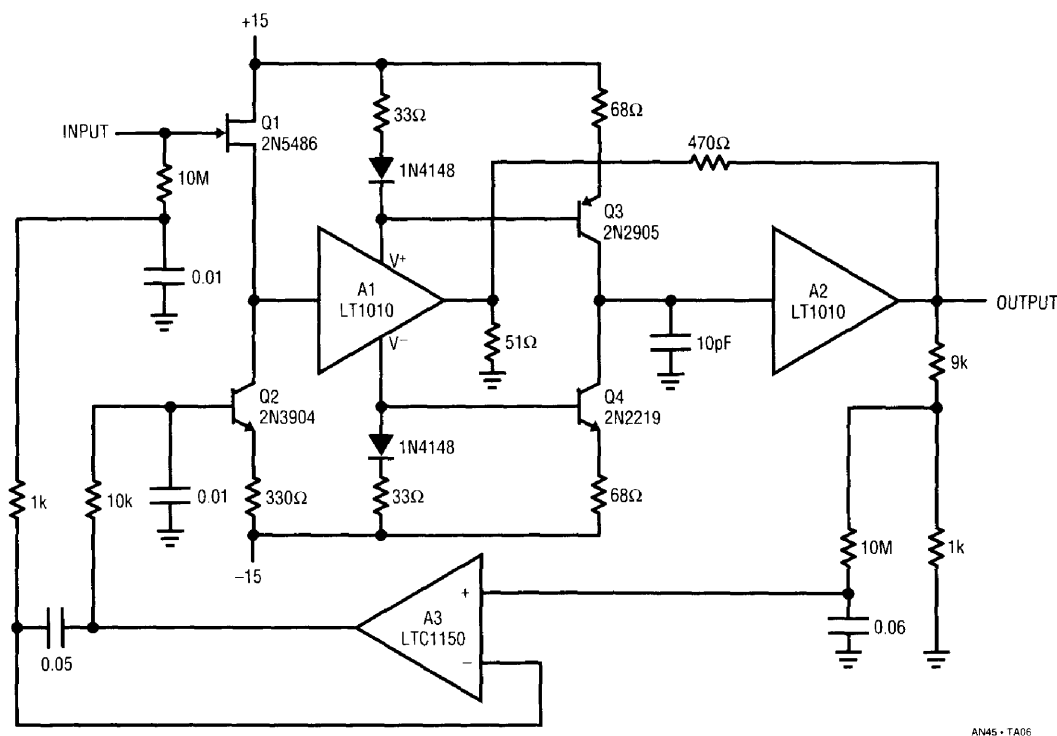 +15
INPUT
Q1
2N5486
10M
0.01
33Ω
1N4148
68Ω
470Ω
Q3
2N2905
V+
A1
LT1010
V−
51Ω
10pF
A2
LT1010
OUTPUT
9k
Q2
2N3904
1N4148
Q4
2N2219
1k
10k
0.01
330Ω
33Ω
68Ω
10M
1k
−15
+
A3
LTC1150
−
0.05
0.06
AN45 • TA06